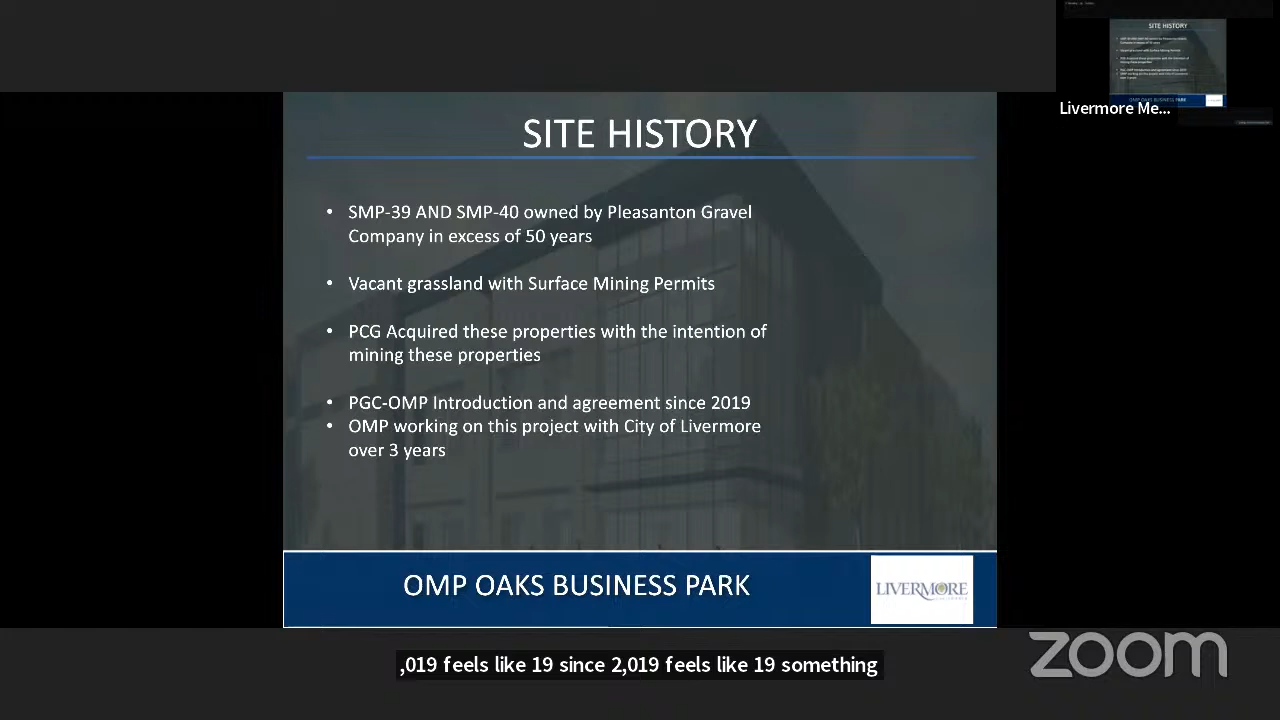 SITE HISTORY
Livermore Me...
SITE HISTORY
• SMP-39 AND SMP-40 owned by Pleasanton Gravel
Company in excess of 50 years
• Vacant grassland with Surface Mining Permits
• PCG Acquired these properties with the intention of
mining these properties
• PGC-OMP Introduction and agreement since 2019
• OMP working on this project with City of Livermore
over 3 years
OMP OAKS BUSINESS PARK
LIVERMORE
,019 feels like 19 since 2,019 feels like 19 something
zoom